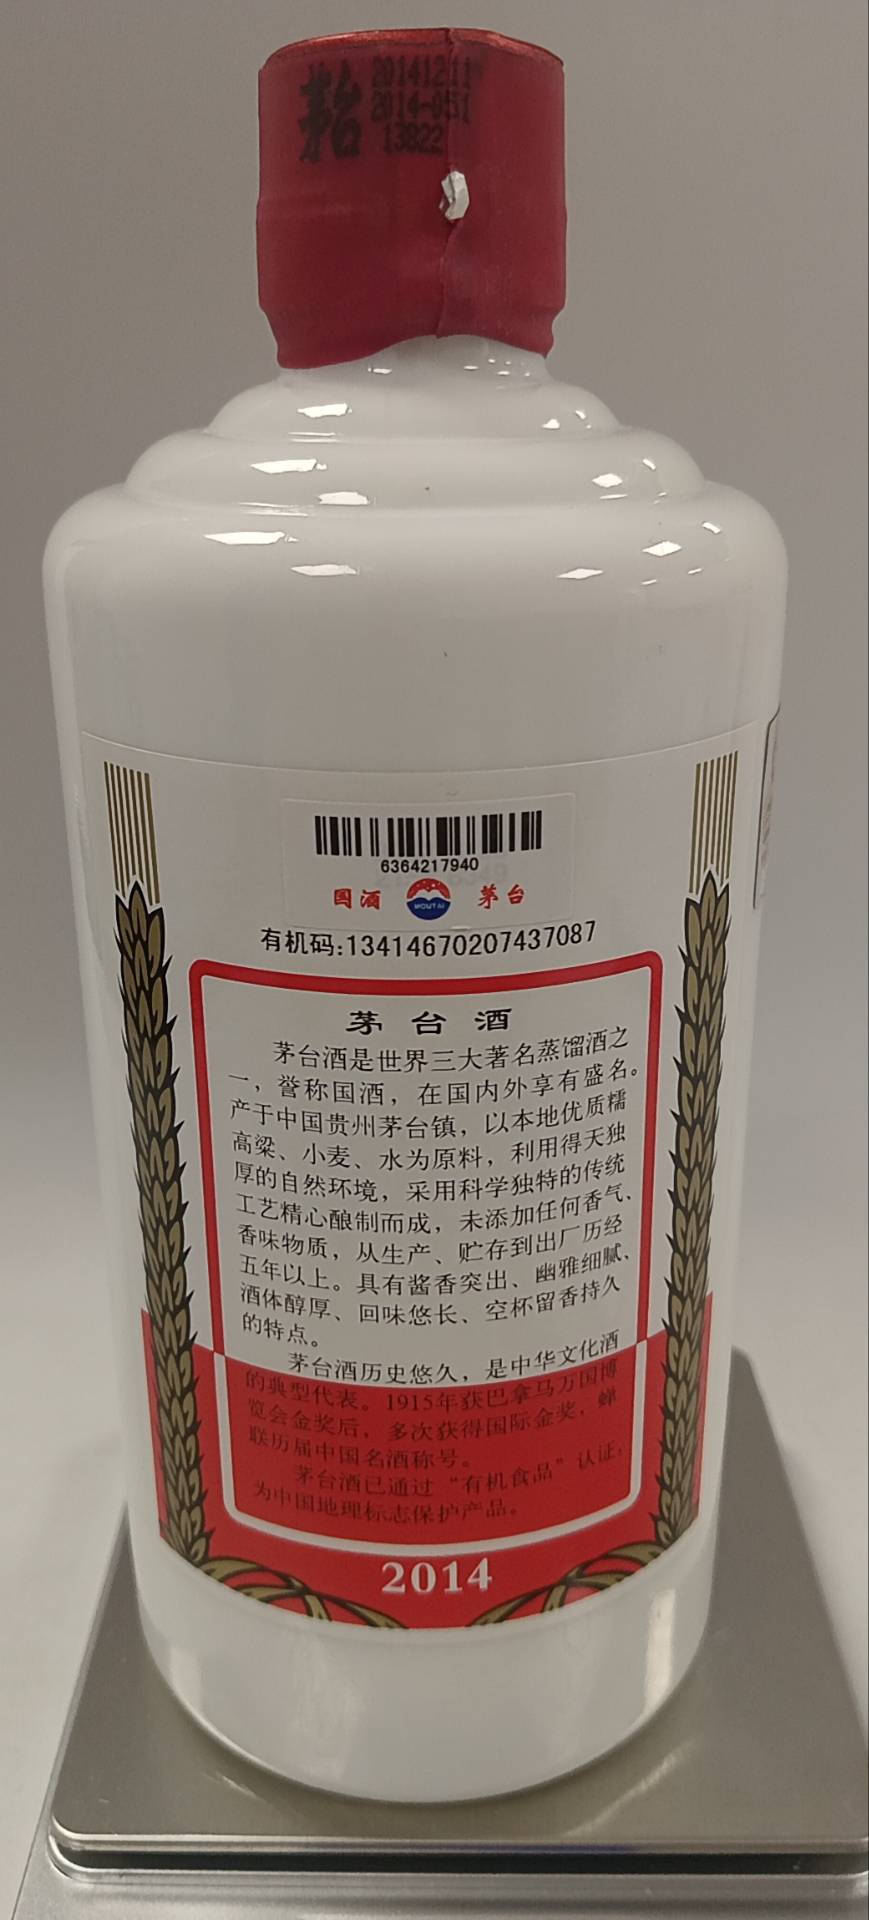 茅台
20141211
2014-051
13822
6364217940
国酒 MOUTAI 茅台
有机码:13414670207437087
茅台酒
茅台酒是世界三大著名蒸馏酒之
一，誉称国酒，在国内外享有盛名。
产于中国贵州茅台镇，以本地优质糯
高粱、小麦、水为原料，利用得天独
厚的自然环境，采用科学独特的传统
工艺精心酿制而成，未添加任何香气、
香味物质，从生产、贮存到出厂历经
五年以上。具有酱香突出、幽雅细腻、
酒体醇厚、回味悠长、空杯留香持久
的特点。
茅台酒历史悠久，是中华文化酒
的典型代表。1915年获巴拿马万国博
览会金奖后，多次获得国际金奖，蝉
联历届中国名酒称号。
茅台酒已通过“有机食品”认证，
为中国地理标志保护产品。
2014